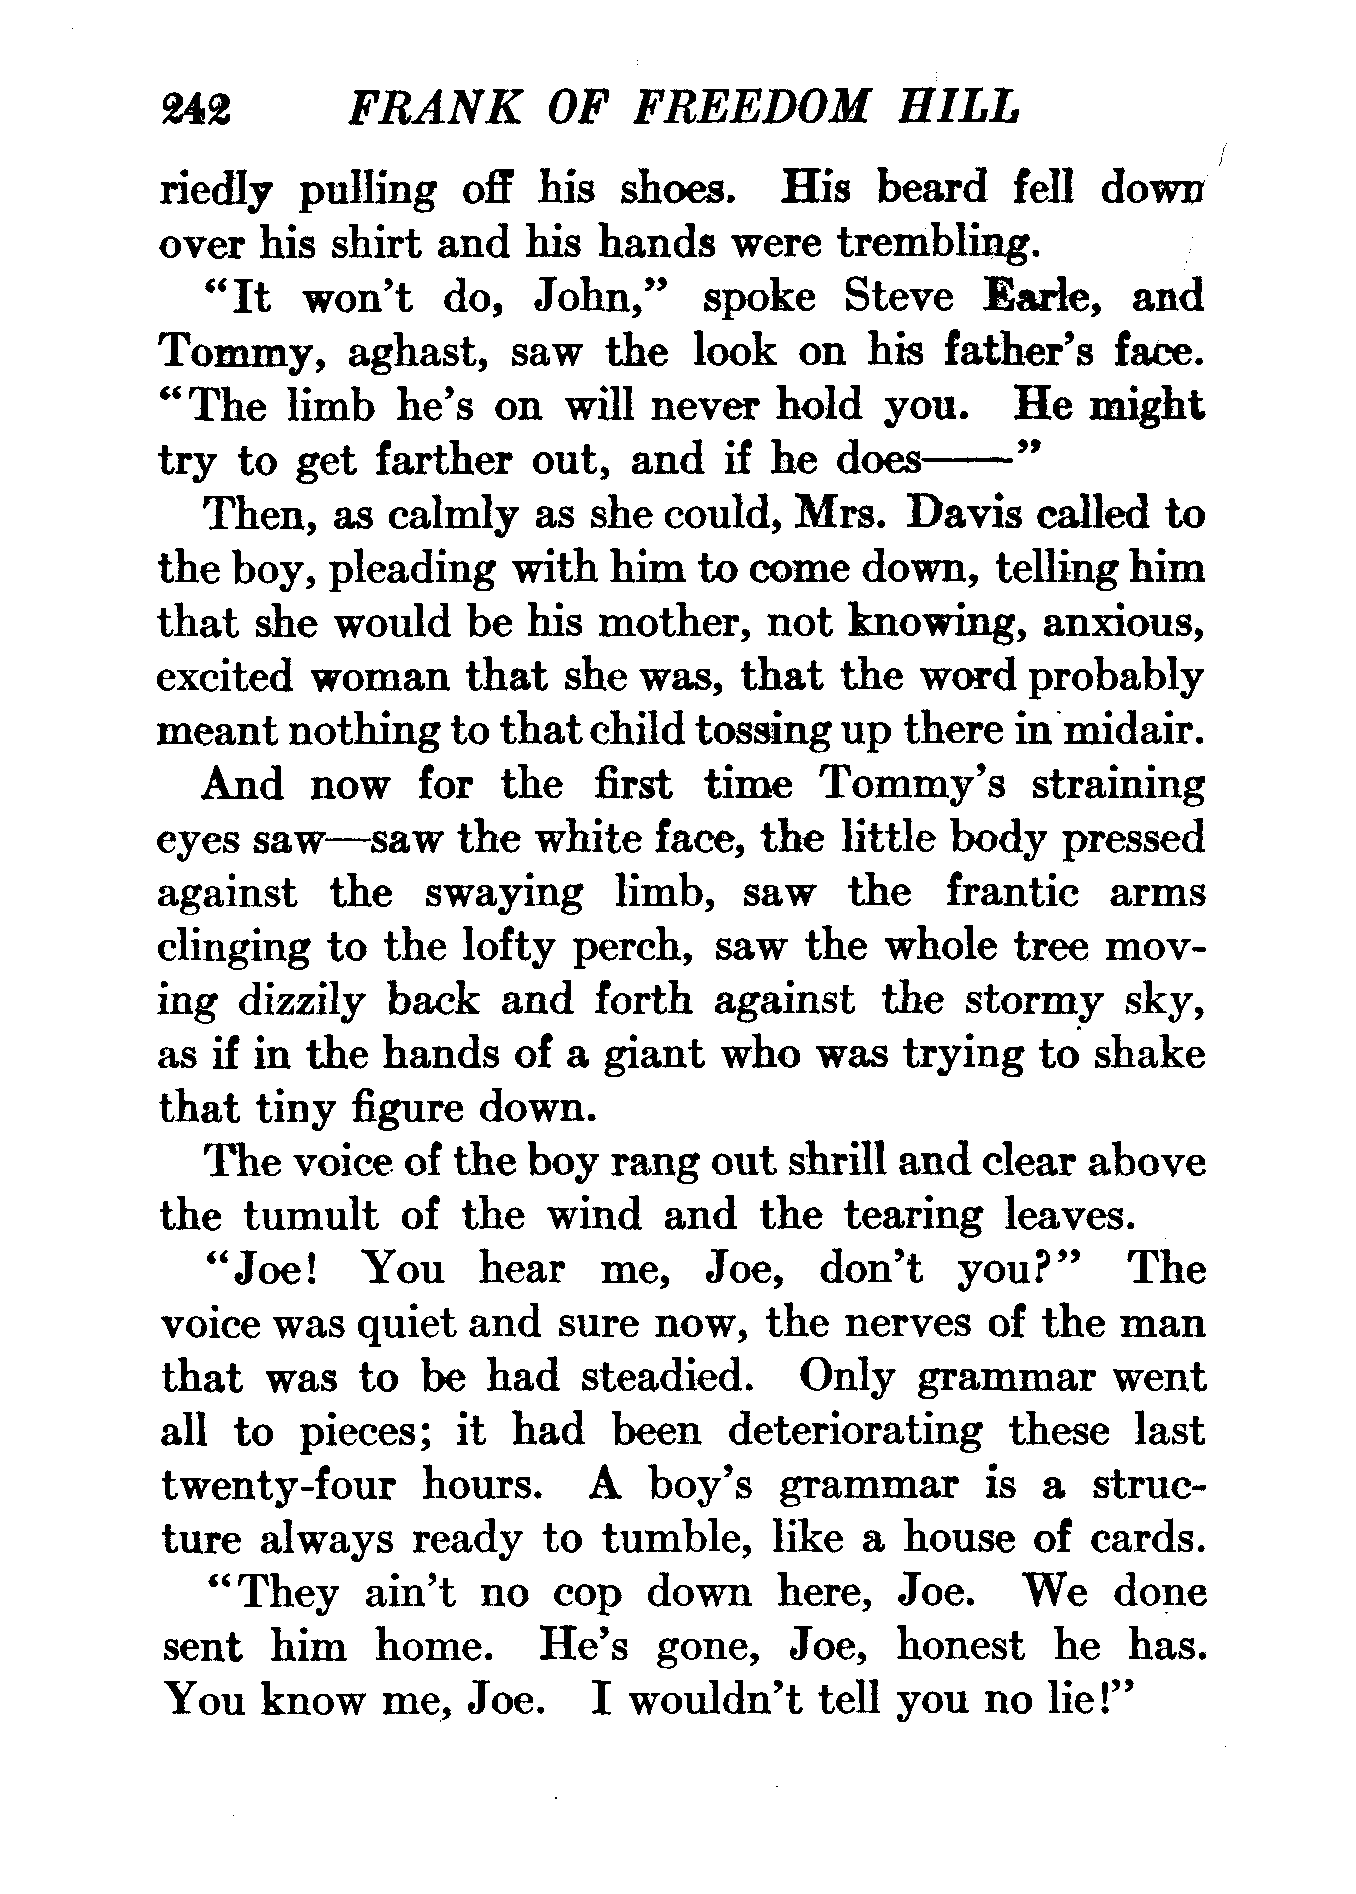 242 FRANK OF FREEDOM HILL
riedly pulling off his shoes. His beard fell down
over his shirt and his hands were trembling.
“It won’t do, John,” spoke Steve Earle, and
Tommy, aghast, saw the look on his father’s face.
“The limb he’s on will never hold you. He might
try to get farther out, and if he does——”
Then, as calmly as she could, Mrs. Davis called to
the boy, pleading with him to come down, telling him
that she would be his mother, not knowing, anxious,
excited woman that she was, that the word probably
meant nothing to that child tossing up there in midair.
And now for the first time Tommy’s straining
eyes saw—saw the white face, the little body pressed
against the swaying limb, saw the frantic arms
clinging to the lofty perch, saw the whole tree mov-
ing dizzily back and forth against the stormy sky,
as if in the hands of a giant who was trying to shake
that tiny figure down.
The voice of the boy rang out shrill and clear above
the tumult of the wind and the tearing leaves.
“Joe! You hear me, Joe, don’t you?” The
voice was quiet and sure now, the nerves of the man
that was to be had steadied. Only grammar went
all to pieces; it had been deteriorating these last
twenty-four hours. A boy’s grammar is a struc-
ture always ready to tumble, like a house of cards.
“They ain’t no cop down here, Joe. We done
sent him home. He’s gone, Joe, honest he has.
You know me, Joe. I wouldn’t tell you no lie!”